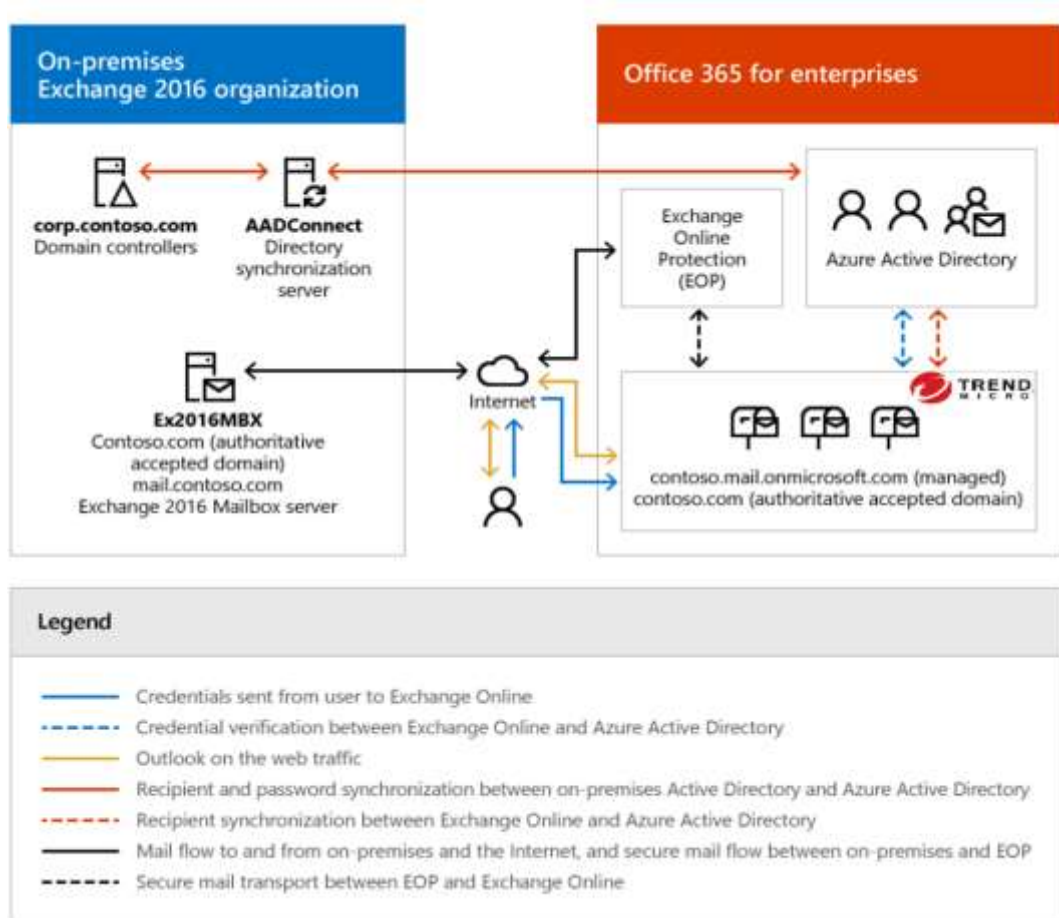 On-premises
Exchange 2016 organization
Office 365 for enterprises
corp.contoso.com
Domain controllers
AADConnect
Directory
synchronization
server
Exchange
Online
Protection
(EOP)
Azure Active Directory
Internet
Ex2016MBX
Contoso.com (authoritative
accepted domain)
mail.contoso.com
Exchange 2016 Mailbox server
TREND
MICRO
contoso.mail.onmicrosoft.com (managed)
contoso.com (authoritative accepted domain)
Legend
Credentials sent from user to Exchange Online
Credential verification between Exchange Online and Azure Active Directory
Outlook on the web traffic
Recipient and password synchronization between on-premises Active Directory and Azure Active Directory
Recipient synchronization between Exchange Online and Azure Active Directory
Mail flow to and from on-premises and the Internet, and secure mail flow between on-premises and EOP
Secure mail transport between EOP and Exchange Online